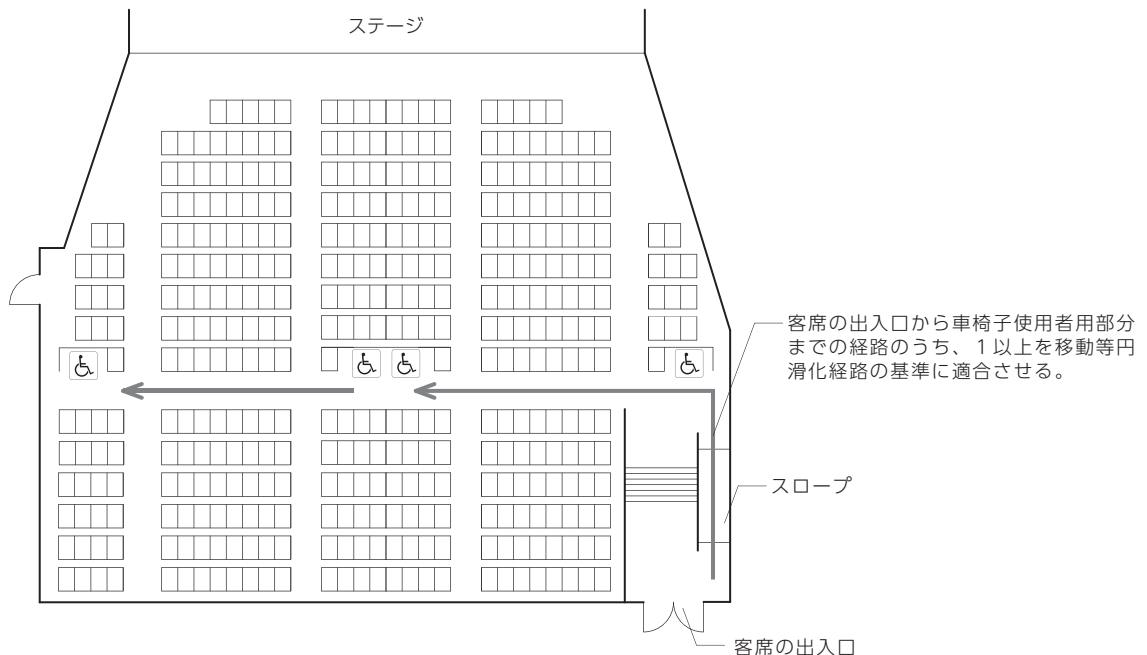 ステージ
客席の出入口から車椅子使用者用部分
までの経路のうち、1以上を移動等円
滑化経路の基準に適合させる。
スロープ
客席の出入口